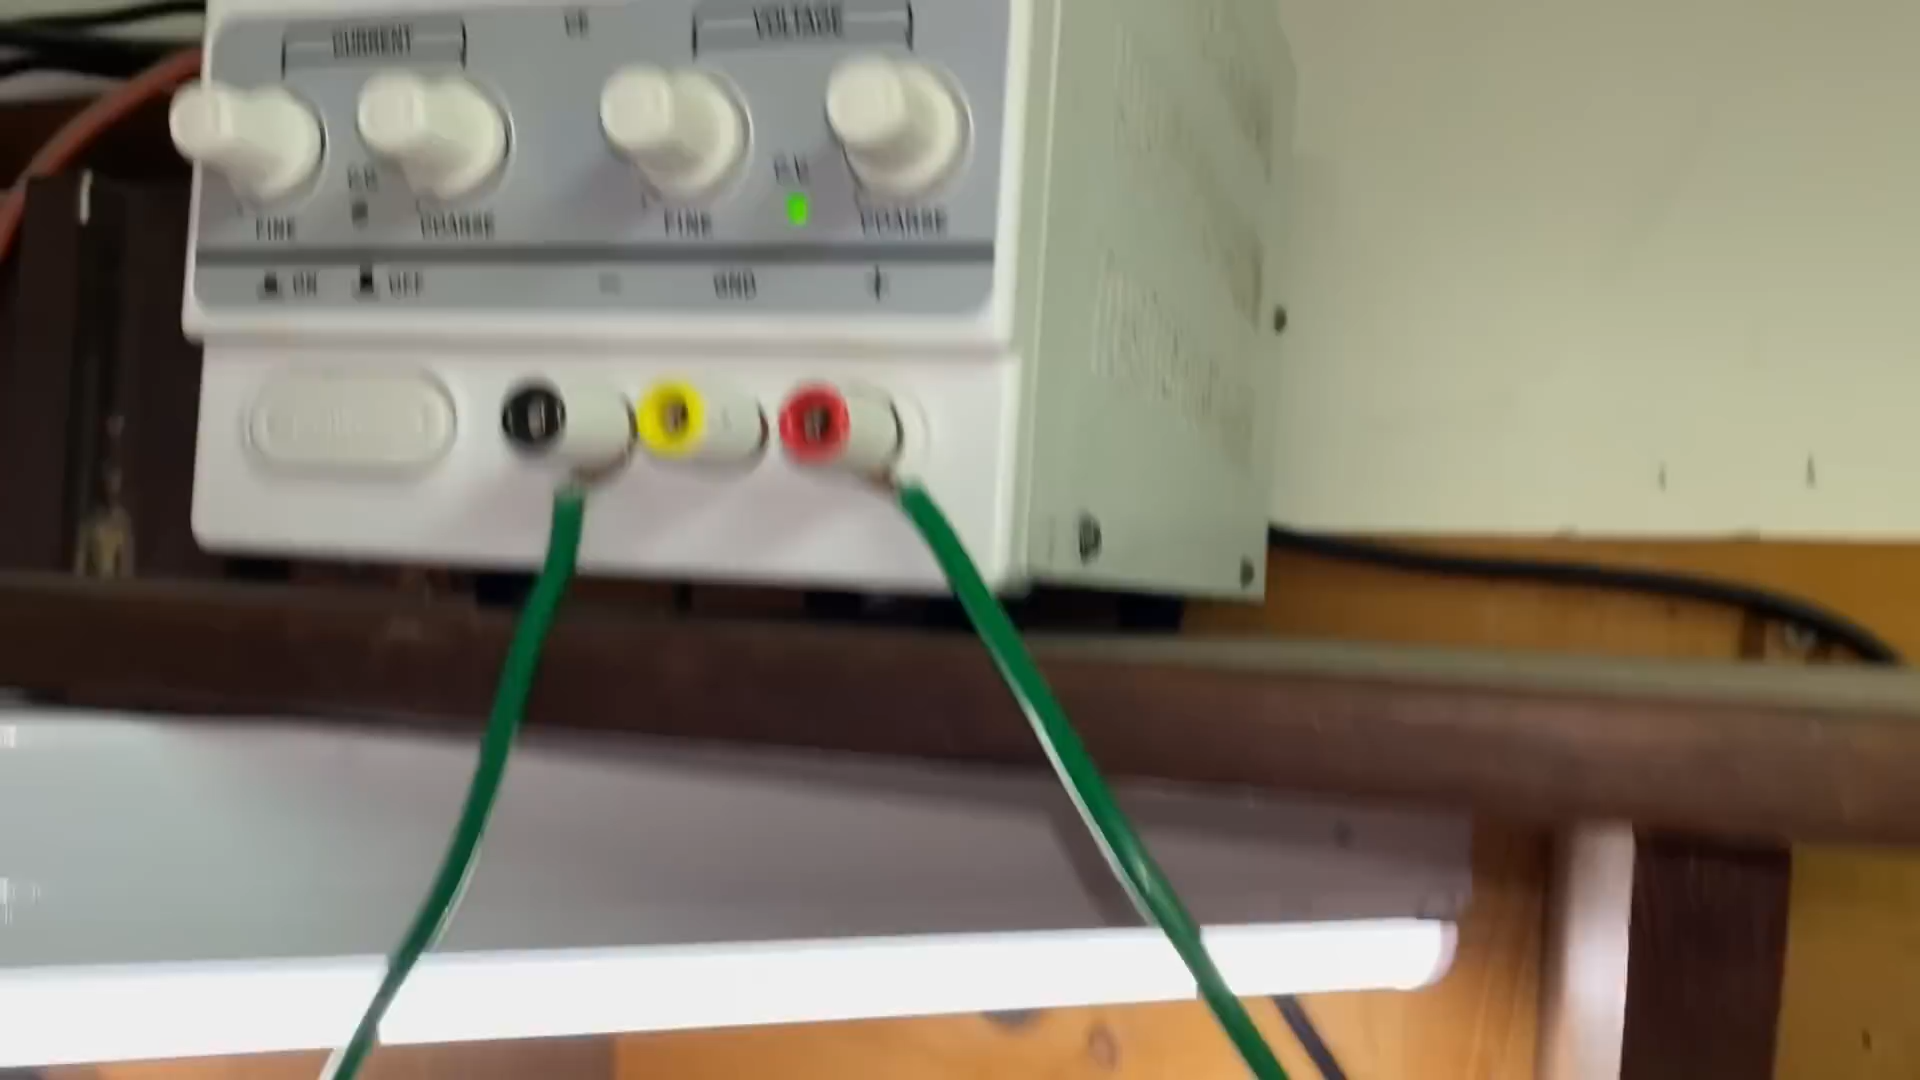 CURRENT
VOLTAGE
FINE
COARSE
FINE
COARSE
ON
OFF
-
GND
+